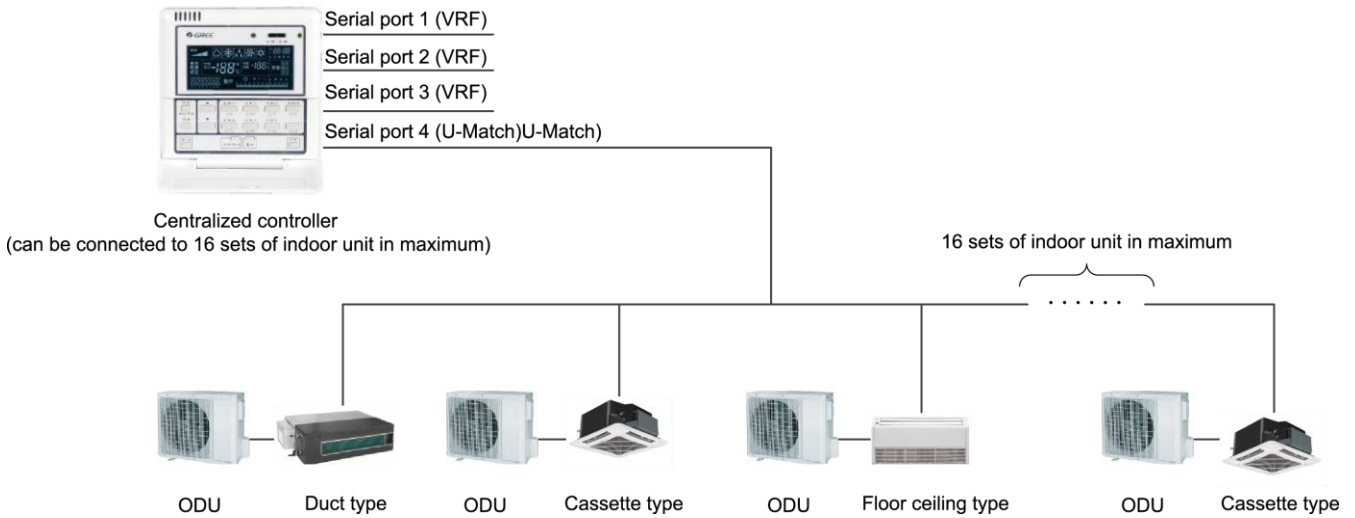 GREE
Serial port 1 (VRF)
Serial port 2 (VRF)
Serial port 3 (VRF)
Serial port 4 (U-Match)U-Match)
Centralized controller
(can be connected to 16 sets of indoor unit in maximum)
16 sets of indoor unit in maximum
......
ODU
Duct type
ODU
Cassette type
ODU
Floor ceiling type
ODU
Cassette type